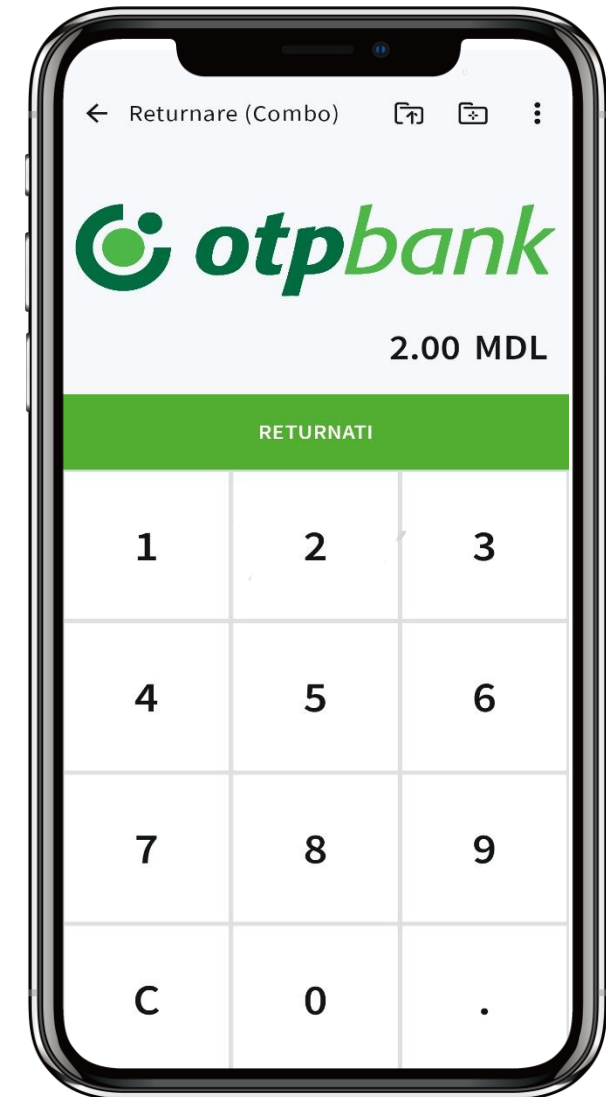 Returnare (Combo)
otpbank
2.00 MDL
RETURNATI
1 2 3
4 5 6
7 8 9
C 0 .